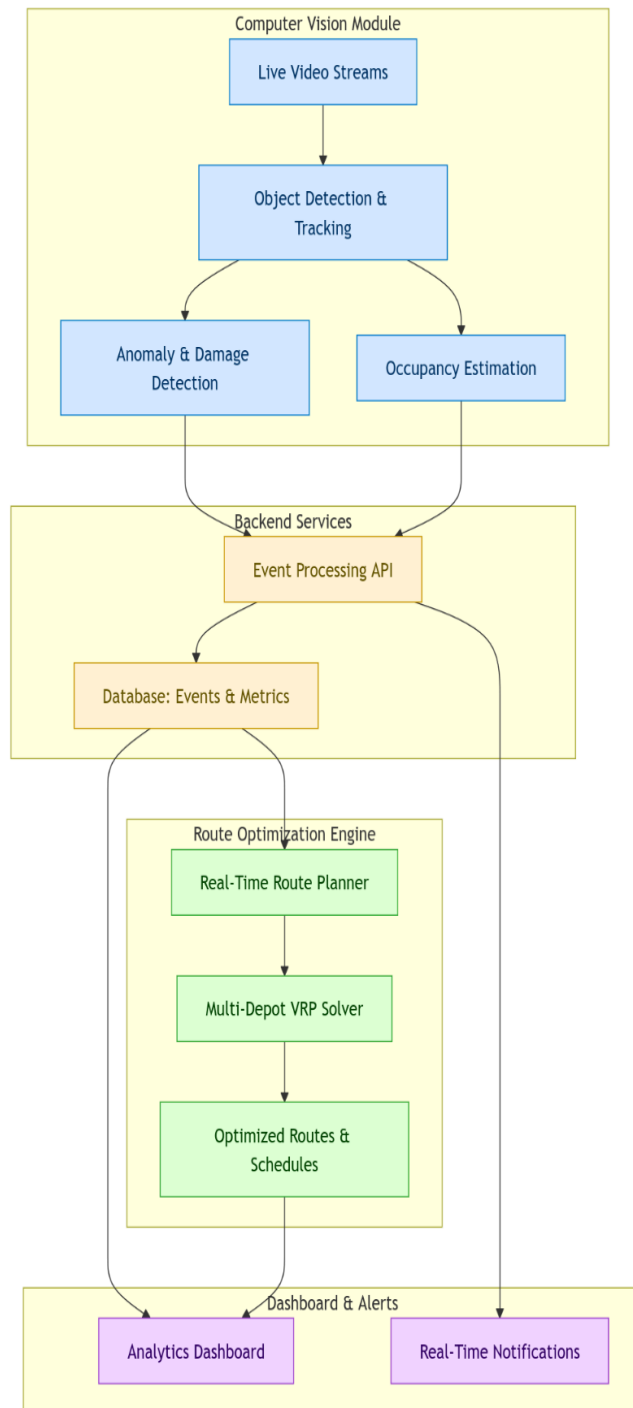 Computer Vision Module
Live Video Streams
Object Detection &
Tracking
Anomaly & Damage
Detection
Occupancy Estimation
Backend Services
Event Processing API
Database: Events & Metrics
Route Optimization Engine
Real-Time Route Planner
Multi-Depot VRP Solver
Optimized Routes &
Schedules
Dashboard & Alerts
Analytics Dashboard
Real-Time Notifications